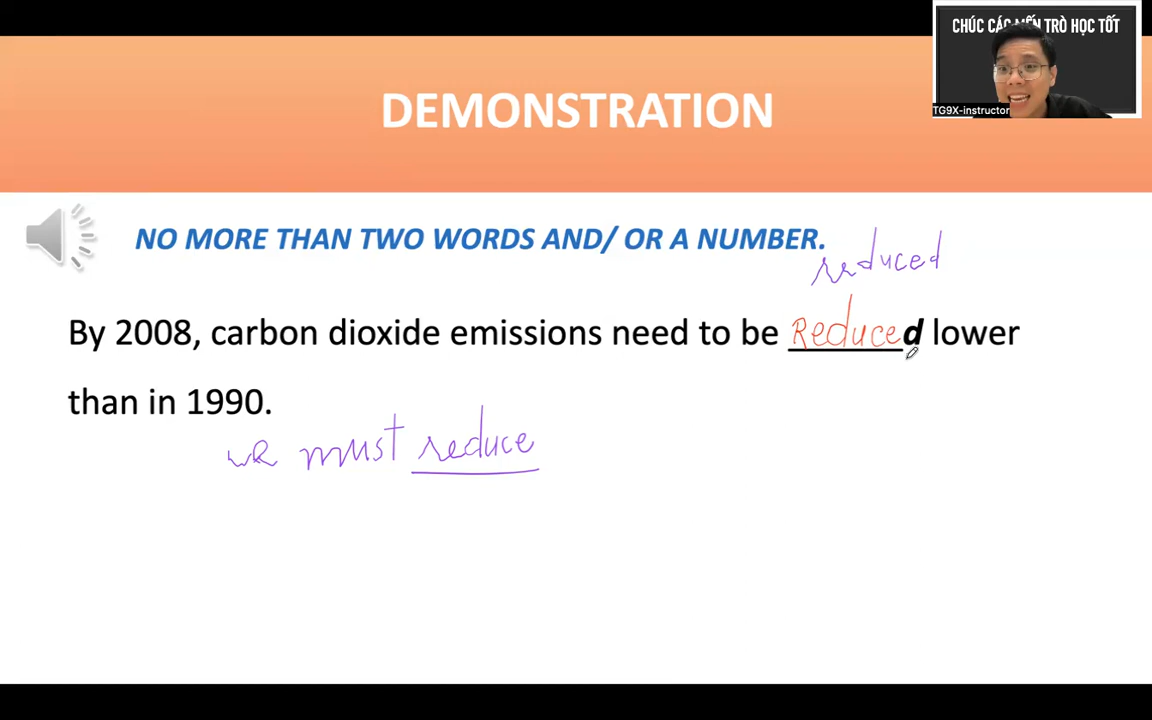 CHÚC CÁC MẾN TRÒ HỌC TỐT
TG9X-instructor
DEMONSTRATION
NO MORE THAN TWO WORDS AND/ OR A NUMBER.
reduced
By 2008, carbon dioxide emissions need to be Reduced lower
than in 1990.
we must reduce